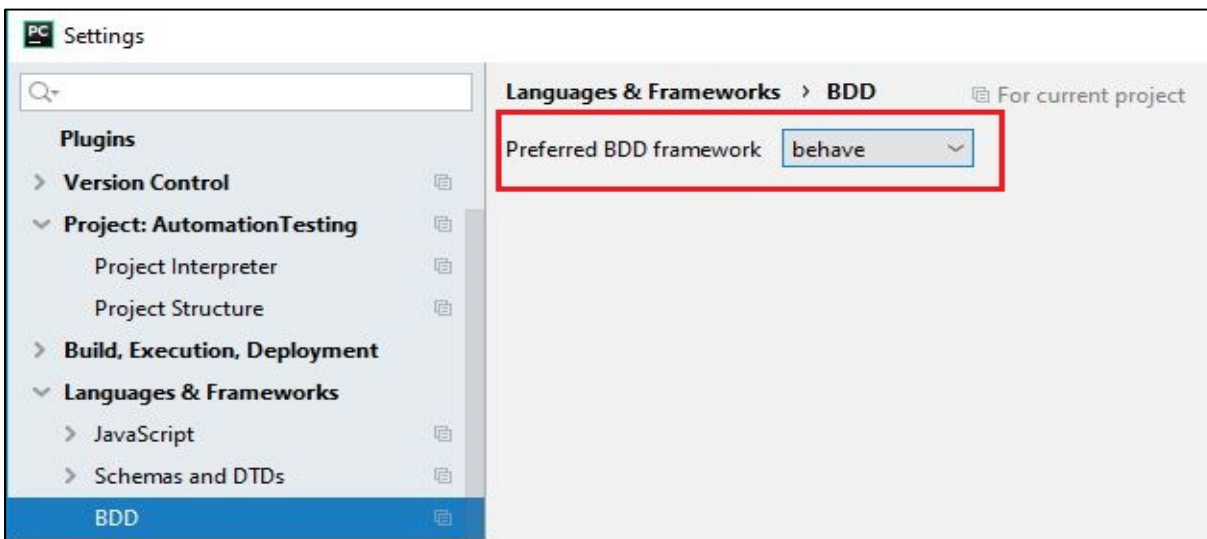 PC Settings
Languages & Frameworks › BDD For current project
Preferred BDD framework behave
Plugins
Version Control
Project: AutomationTesting
Project Interpreter
Project Structure
Build, Execution, Deployment
Languages & Frameworks
JavaScript
Schemas and DTDs
BDD